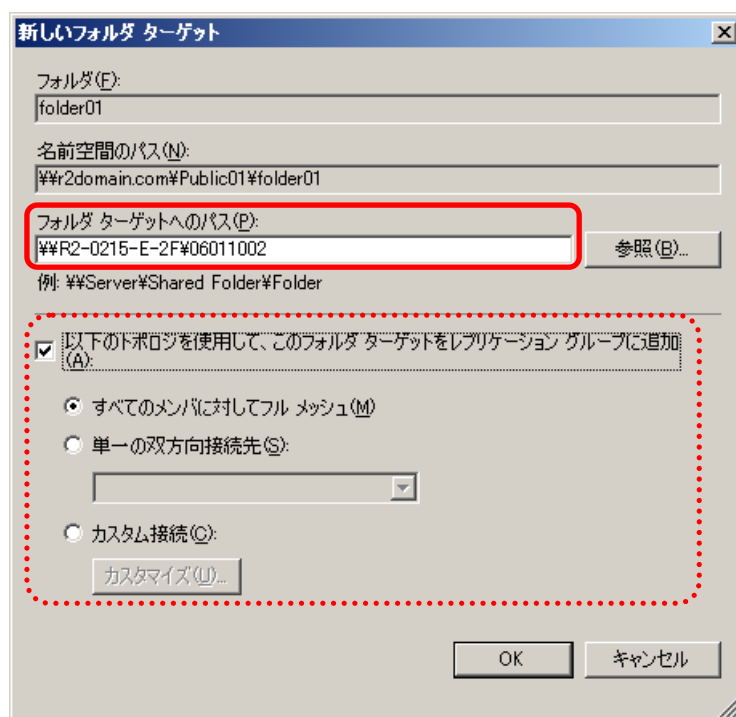 新しいフォルダ ターゲット
フォルダ(F):
folder01
名前空間のパス(N):
¥¥r2domain.com¥Public01¥folder01
フォルダ ターゲットへのパス(P):
¥¥R2-0215-E-2F¥06011002
参照(B)...
例: ¥¥Server¥Shared Folder¥Folder
以下のトポロジを使用して、このフォルダ ターゲットをレプリケーション グループに追加
(A):
すべてのメンバに対してフル メッシュ(M)
単一の双方向接続先(S):
カスタム接続(C):
カスタマイズ(U)...
OK
キャンセル